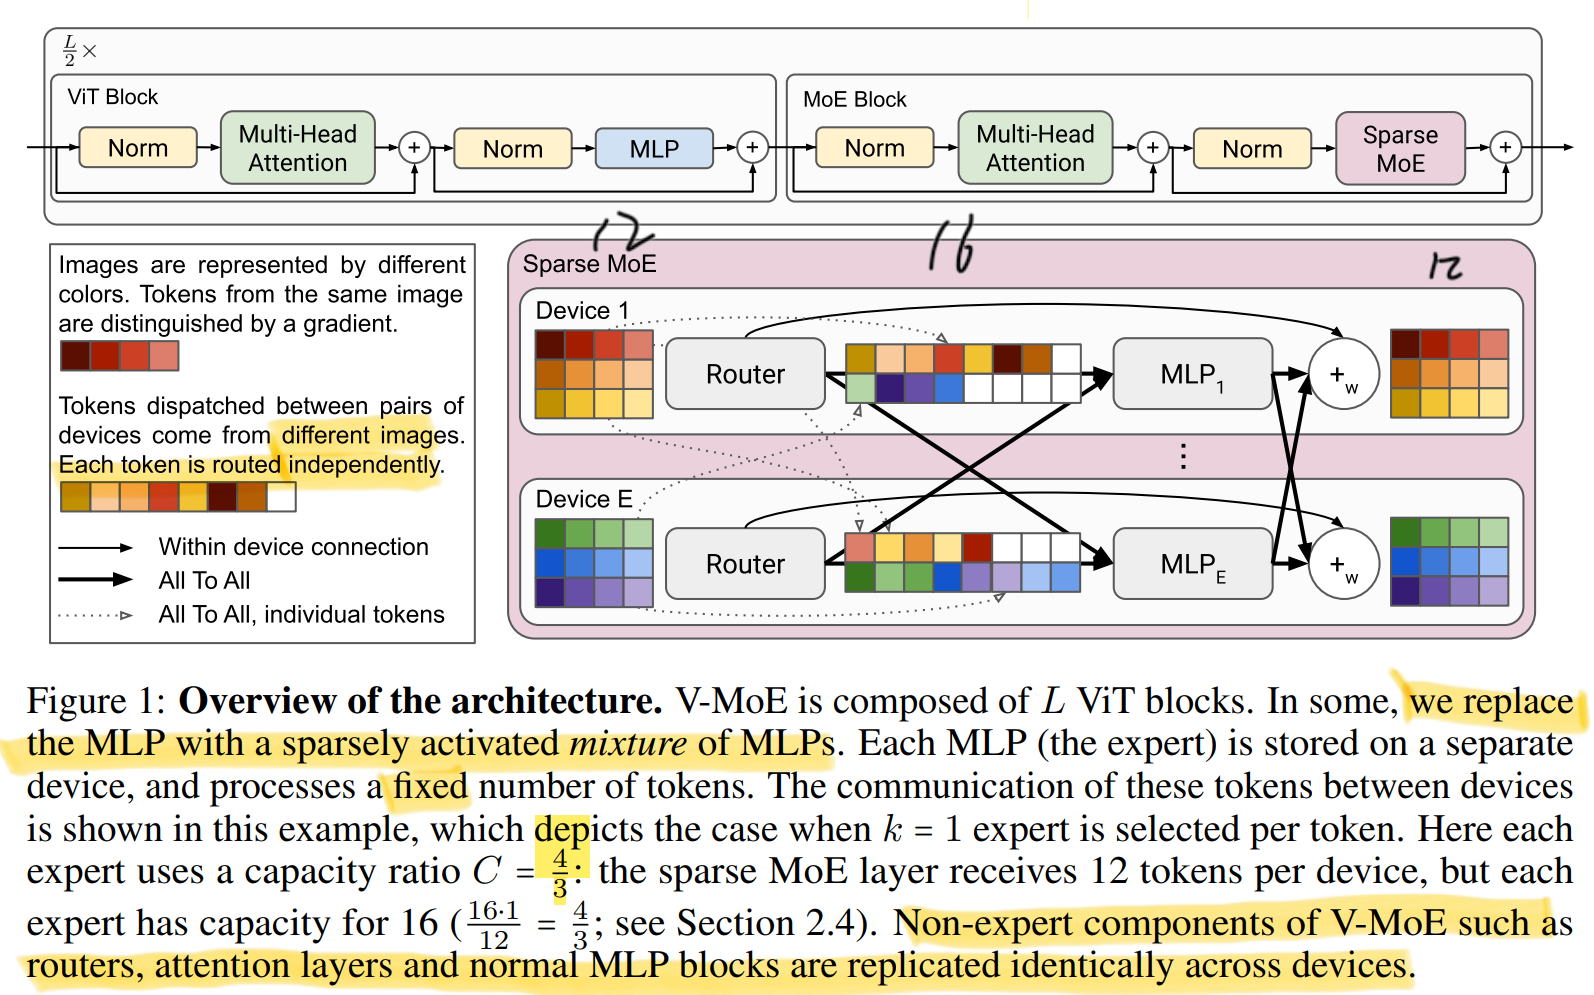 L/2 ×
ViT Block
Norm
Multi-Head
Attention
+
Norm
MLP
+
MoE Block
Norm
Multi-Head
Attention
+
Norm
Sparse
MoE
+
Images are represented by different
colors. Tokens from the same image
are distinguished by a gradient.
Tokens dispatched between pairs of
devices come from different images.
Each token is routed independently.
Within device connection
All To All
All To All, individual tokens
12
16
12
Sparse MoE
Device 1
Router
MLP₁
+w
⋮
Device E
Router
MLP_E
+w
Figure 1: Overview of the architecture. V-MoE is composed of L ViT blocks. In some, we replace
the MLP with a sparsely activated mixture of MLPs. Each MLP (the expert) is stored on a separate
device, and processes a fixed number of tokens. The communication of these tokens between devices
is shown in this example, which depicts the case when k = 1 expert is selected per token. Here each
expert uses a capacity ratio C = 4/3: the sparse MoE layer receives 12 tokens per device, but each
expert has capacity for 16 (16·1/12 = 4/3; see Section 2.4). Non-expert components of V-MoE such as
routers, attention layers and normal MLP blocks are replicated identically across devices.